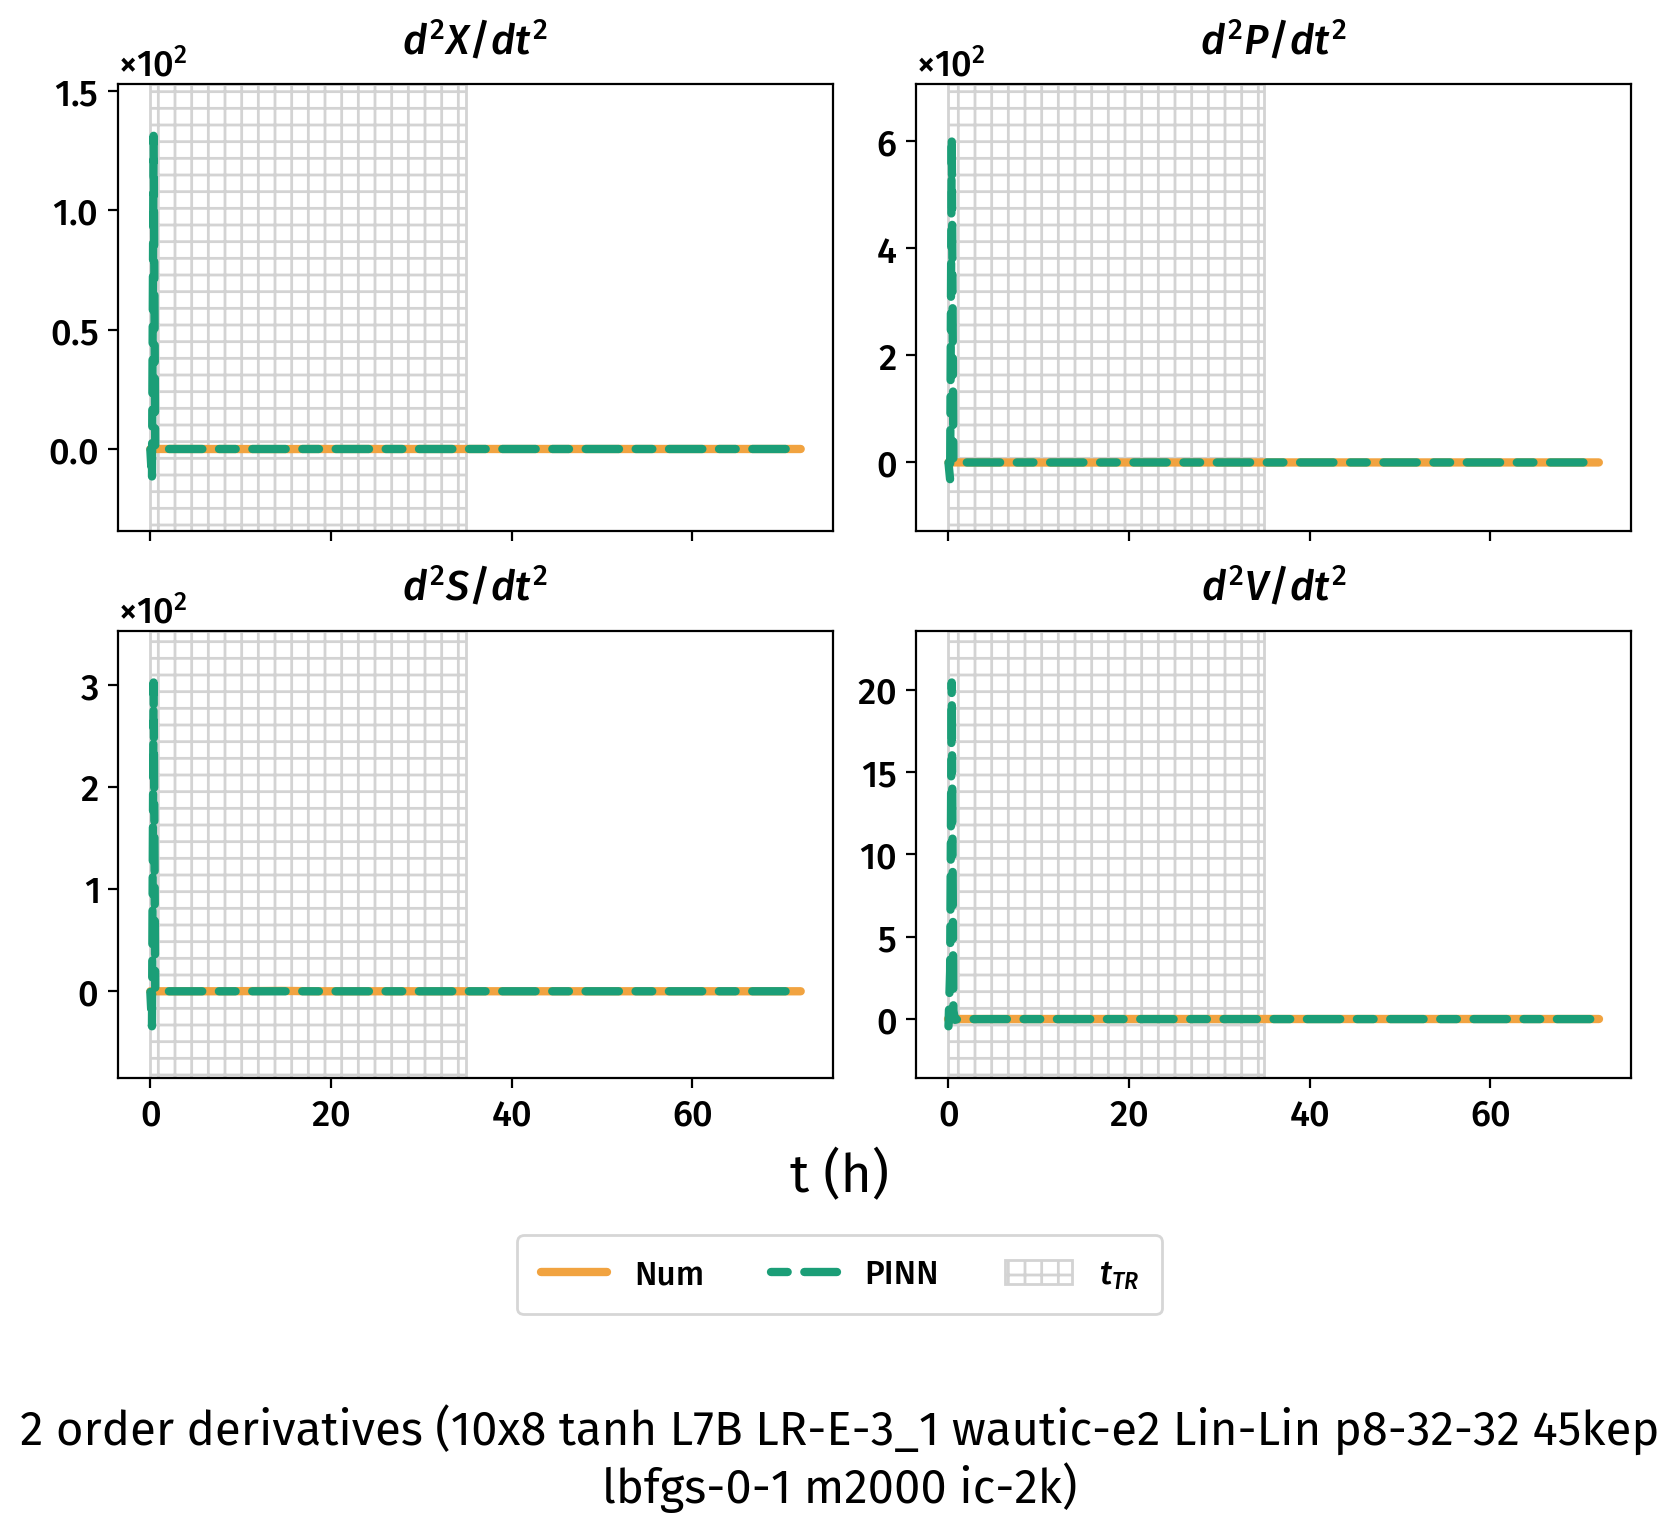 d²X/dt²
×10²
1.5
1.0
0.5
0.0
d²P/dt²
×10²
6
4
2
0
d²S/dt²
×10²
3
2
1
0
0 20 40 60
d²V/dt²
20
15
10
5
0
0 20 40 60
t (h)
Num PINN t_TR
2 order derivatives (10x8 tanh L7B LR-E-3_1 wautic-e2 Lin-Lin p8-32-32 45kep
lbfgs-0-1 m2000 ic-2k)